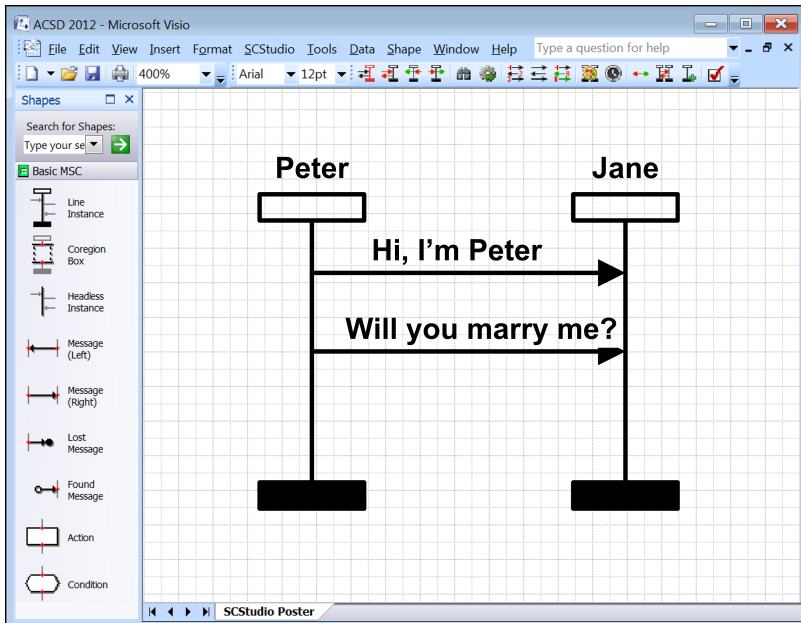 ACSD 2012 - Microsoft Visio
File Edit View Insert Format SCStudio Tools Data Shape Window Help Type a question for help
400% Arial 12pt
Shapes
Search for Shapes:
Type your se
Basic MSC
Line
Instance
Coregion
Box
Headless
Instance
Message
(Left)
Message
(Right)
Lost
Message
Found
Message
Action
Condition
Peter Jane
Hi, I'm Peter
Will you marry me?
SCStudio Poster